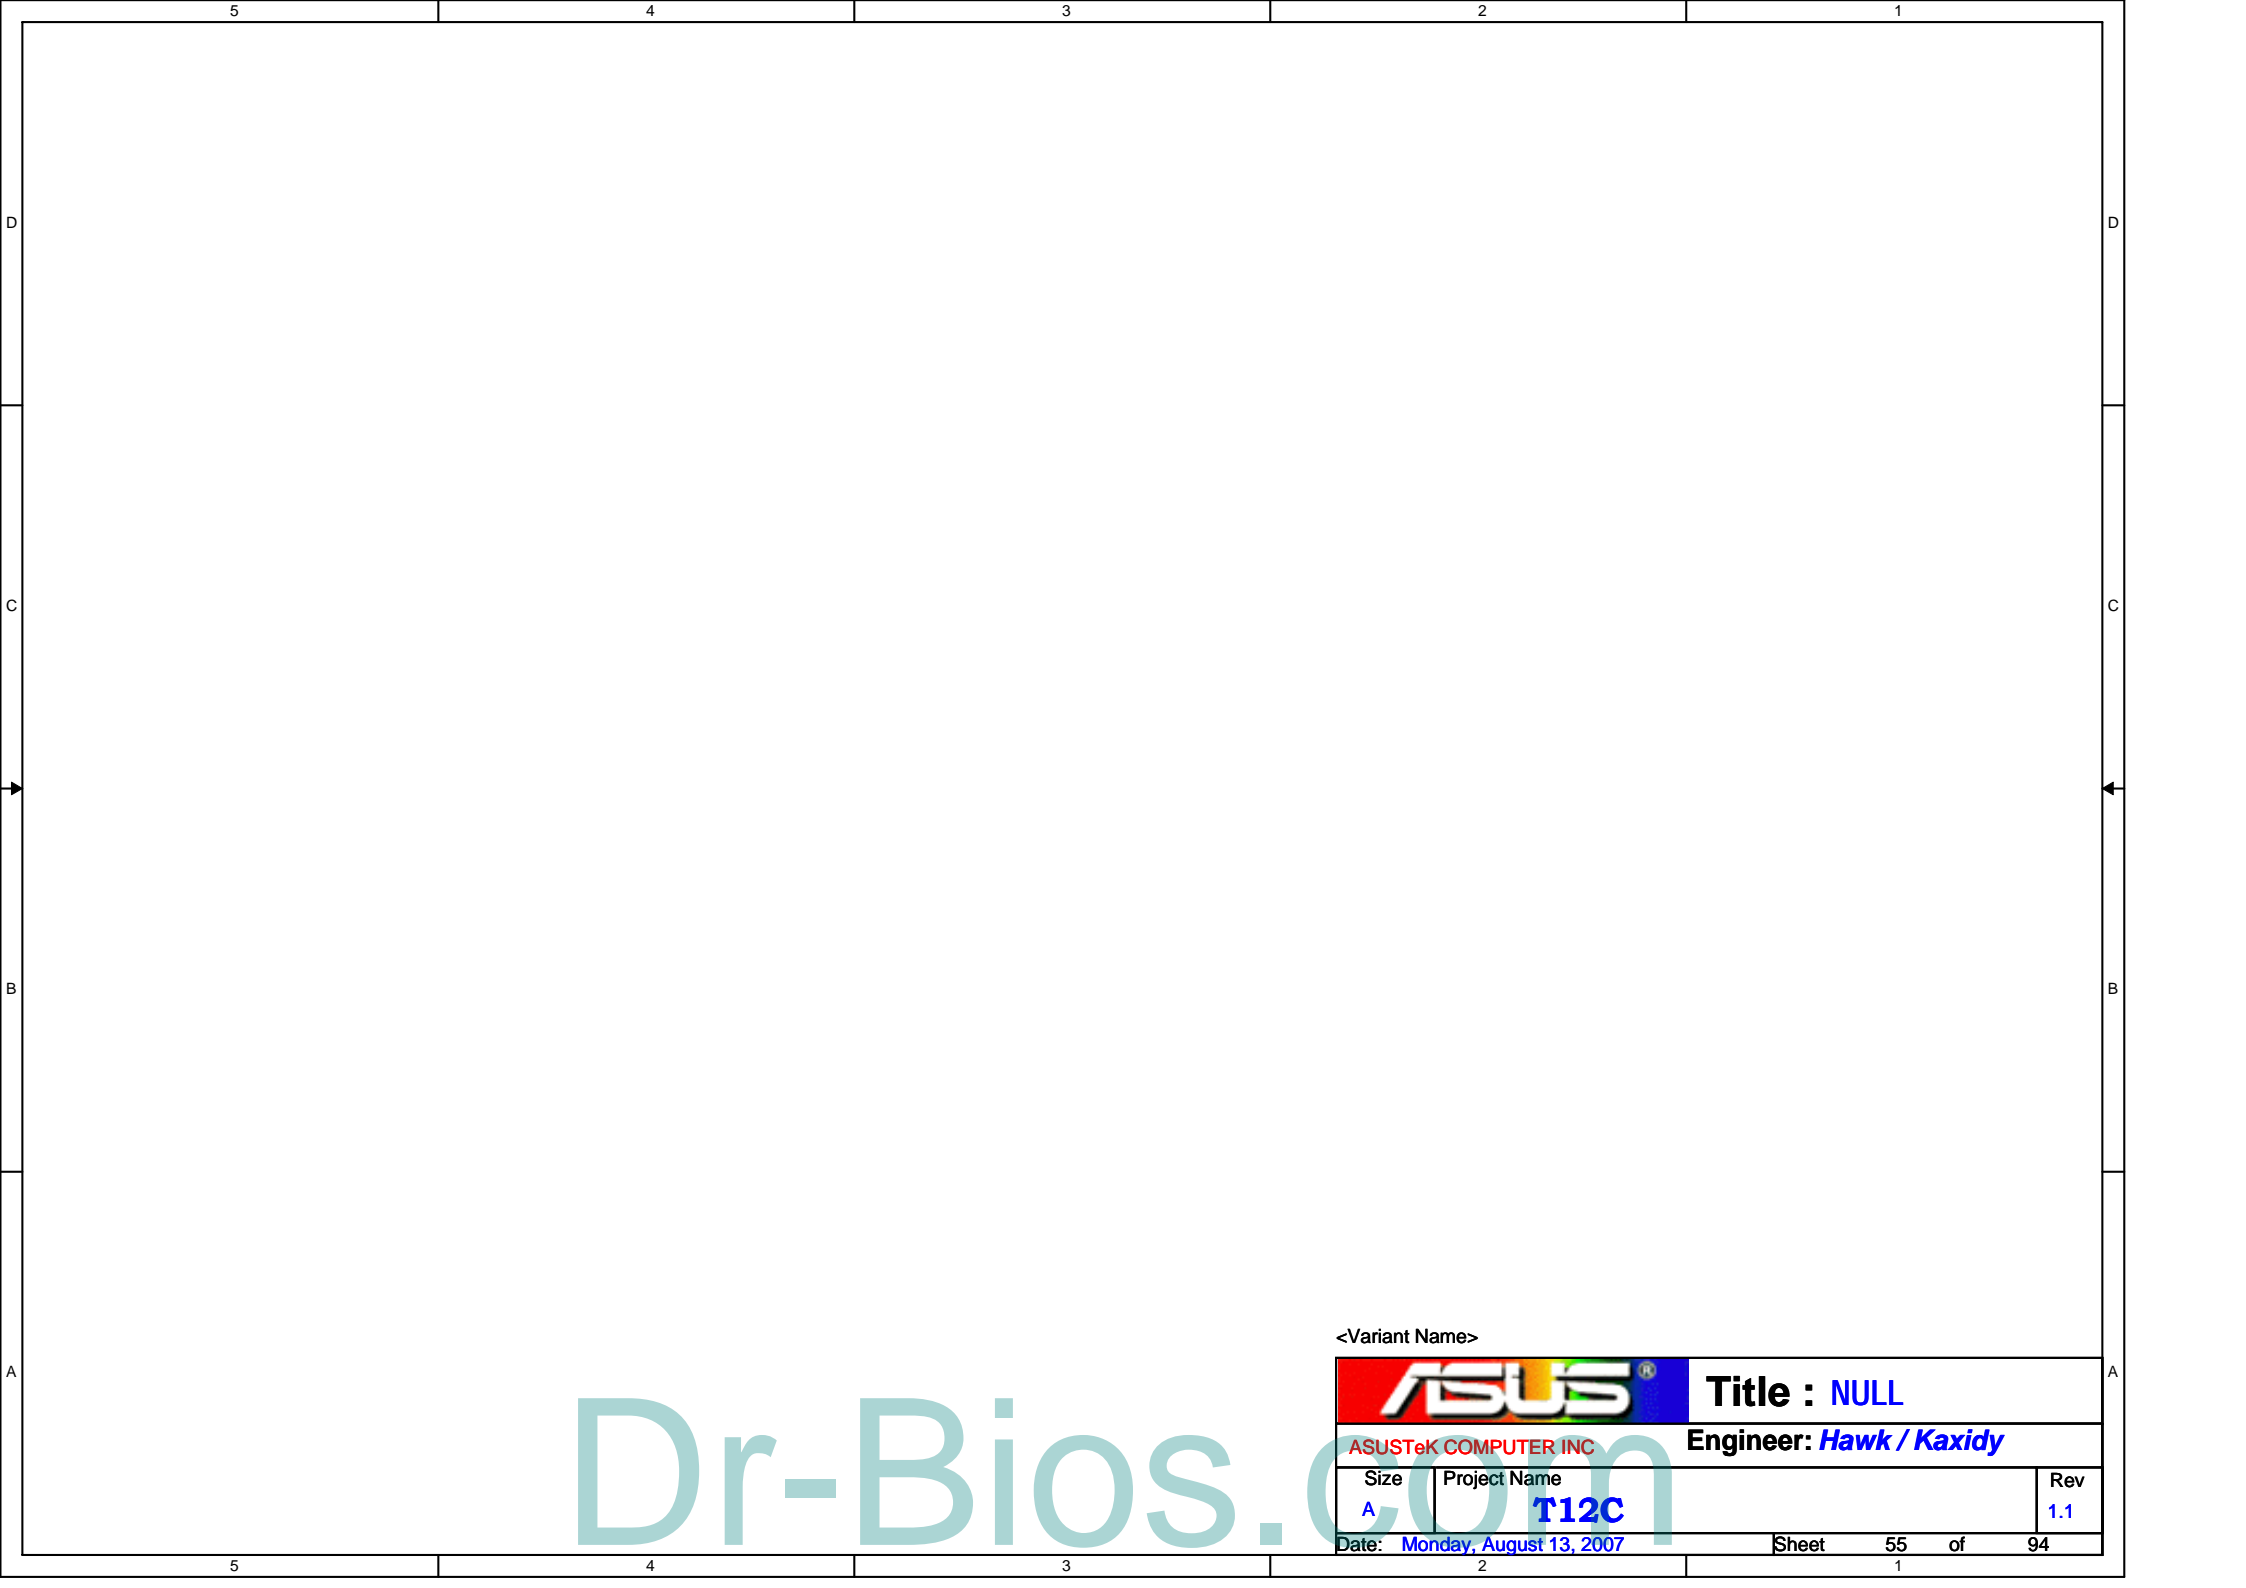 5 4 3 2 1
D D
C C
B B
A A
<Variant Name>
ASUS®
Title : NULL
ASUSTeK COMPUTER INC
Engineer: Hawk / Kaxidy
Size Project Name Rev
A T12C 1.1
Date: Monday, August 13, 2007 Sheet 55 of 94
Dr-Bios.com
5 4 3 2 1